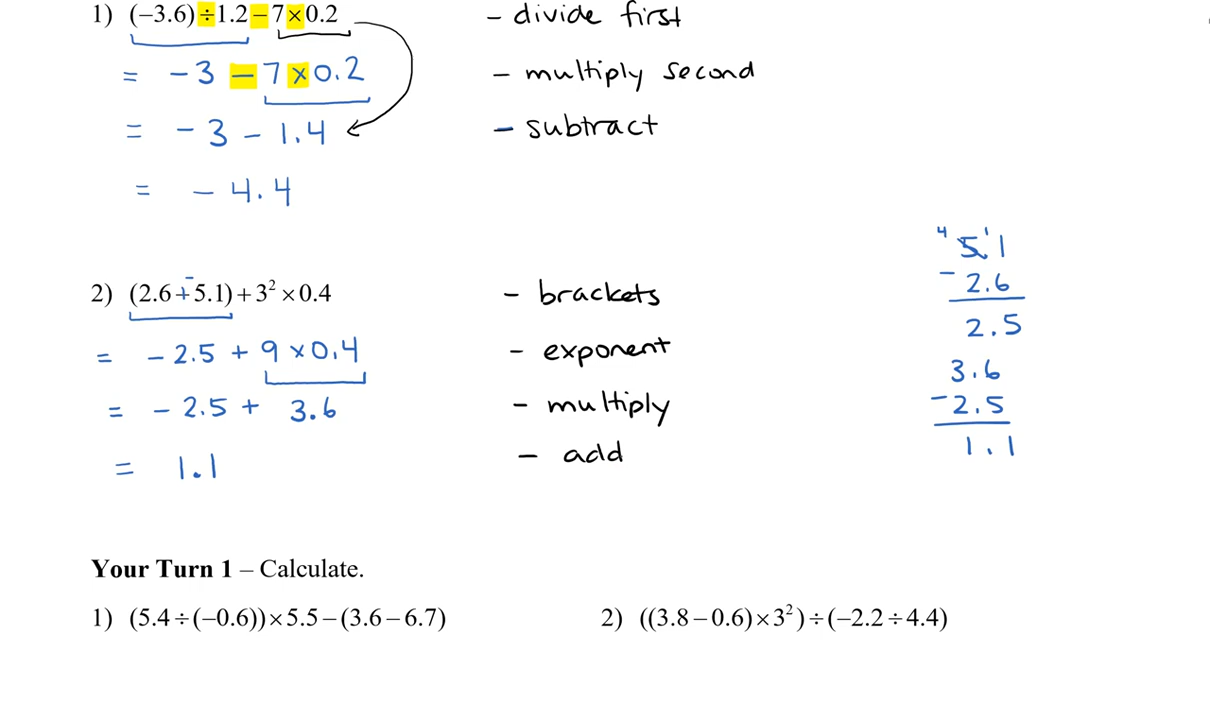 1) (−3.6) ÷ 1.2 − 7 × 0.2 - divide first
= -3 - 7 × 0.2 - multiply second
= -3 - 1.4 - subtract
= -4.4
4 1
5.1
- 2.6
2.5
2) (2.6 + -5.1) + 3² × 0.4 - brackets
= -2.5 + 9 × 0.4 - exponent
3.6
= -2.5 + 3.6 - multiply
- 2.5
= 1.1 - add
1.1
Your Turn 1 – Calculate.
1) (5.4 ÷ (−0.6)) × 5.5 − (3.6 − 6.7) 2) ((3.8 − 0.6) × 3²) ÷ (−2.2 ÷ 4.4)